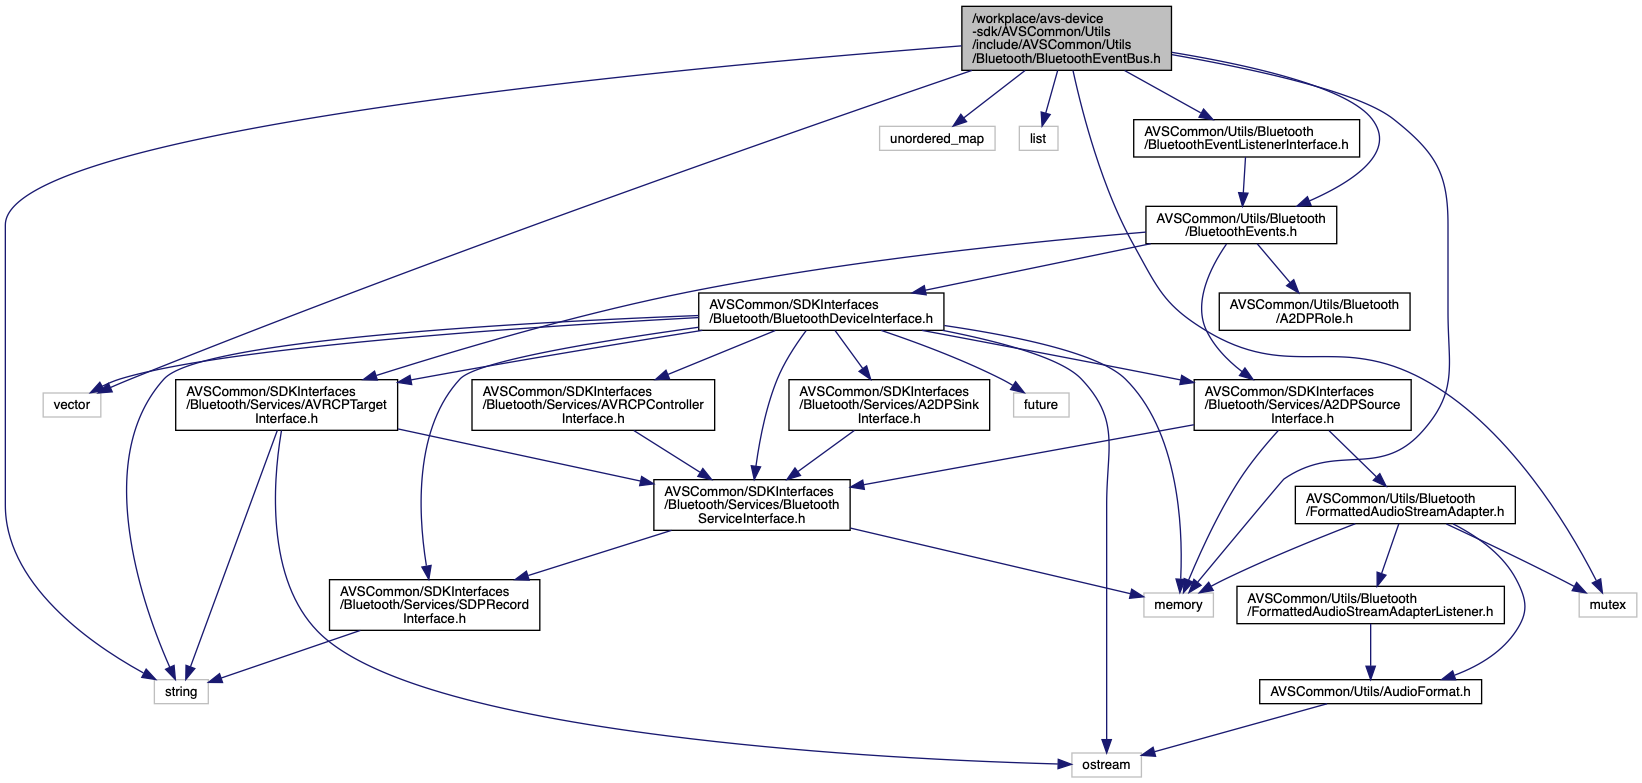 /workplace/avs-device
-sdk/AVSCommon/Utils
/include/AVSCommon/Utils
/Bluetooth/BluetoothEventBus.h
unordered_map
list
AVSCommon/Utils/Bluetooth
/BluetoothEventListenerInterface.h
AVSCommon/Utils/Bluetooth
/BluetoothEvents.h
AVSCommon/SDKInterfaces
/Bluetooth/BluetoothDeviceInterface.h
AVSCommon/Utils/Bluetooth
/A2DPRole.h
vector
AVSCommon/SDKInterfaces
/Bluetooth/Services/AVRCPTarget
Interface.h
AVSCommon/SDKInterfaces
/Bluetooth/Services/AVRCPController
Interface.h
AVSCommon/SDKInterfaces
/Bluetooth/Services/A2DPSink
Interface.h
future
AVSCommon/SDKInterfaces
/Bluetooth/Services/A2DPSource
Interface.h
AVSCommon/SDKInterfaces
/Bluetooth/Services/Bluetooth
ServiceInterface.h
AVSCommon/Utils/Bluetooth
/FormattedAudioStreamAdapter.h
AVSCommon/SDKInterfaces
/Bluetooth/Services/SDPRecord
Interface.h
memory
AVSCommon/Utils/Bluetooth
/FormattedAudioStreamAdapterListener.h
mutex
string
AVSCommon/Utils/AudioFormat.h
ostream